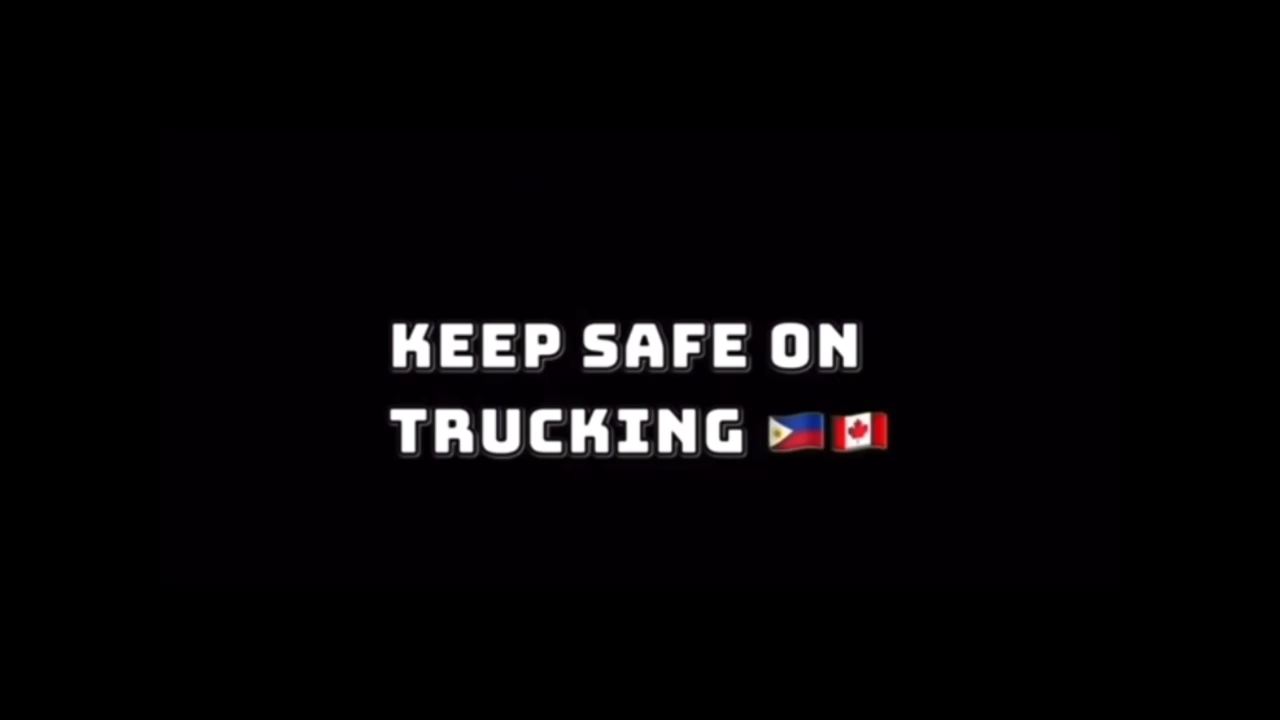 KEEP SAFE ON
TRUCKING 🇵🇭🇨🇦